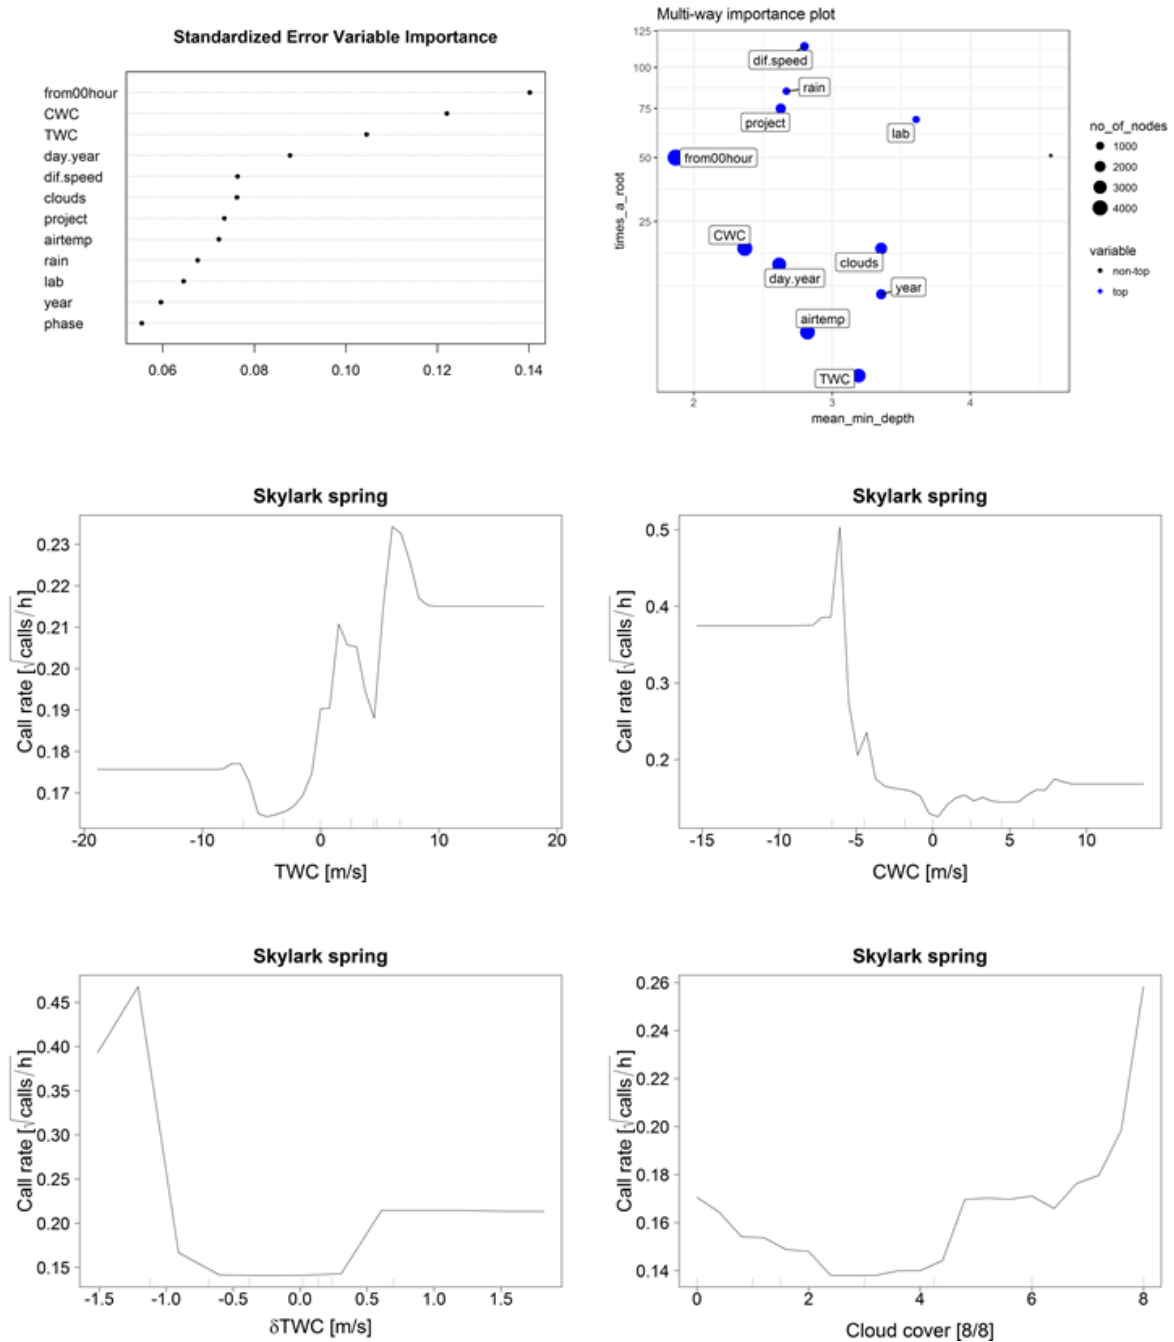 Standardized Error Variable Importance
from00hour
CWC
TWC
day.year
dif.speed
clouds
project
airtemp
rain
lab
year
phase
0.06 0.08 0.10 0.12 0.14
Multi-way importance plot
125
100
75
50
25
times_a_root
dif.speed
rain
project
lab
from00hour
CWC
clouds
day.year
year
airtemp
TWC
2 3 4
mean_min_depth
no_of_nodes
1000
2000
3000
4000
variable
non-top
top
Skylark spring
Call rate [√calls/h]
0.23
0.22
0.21
0.20
0.19
0.18
0.17
-20 -10 0 10 20
TWC [m/s]
Skylark spring
Call rate [√calls/h]
0.5
0.4
0.3
0.2
-15 -10 -5 0 5 10
CWC [m/s]
Skylark spring
Call rate [√calls/h]
0.45
0.40
0.35
0.30
0.25
0.20
0.15
-1.5 -1.0 -0.5 0.0 0.5 1.0 1.5
δTWC [m/s]
Skylark spring
Call rate [√calls/h]
0.26
0.24
0.22
0.20
0.18
0.16
0.14
0 2 4 6 8
Cloud cover [8/8]